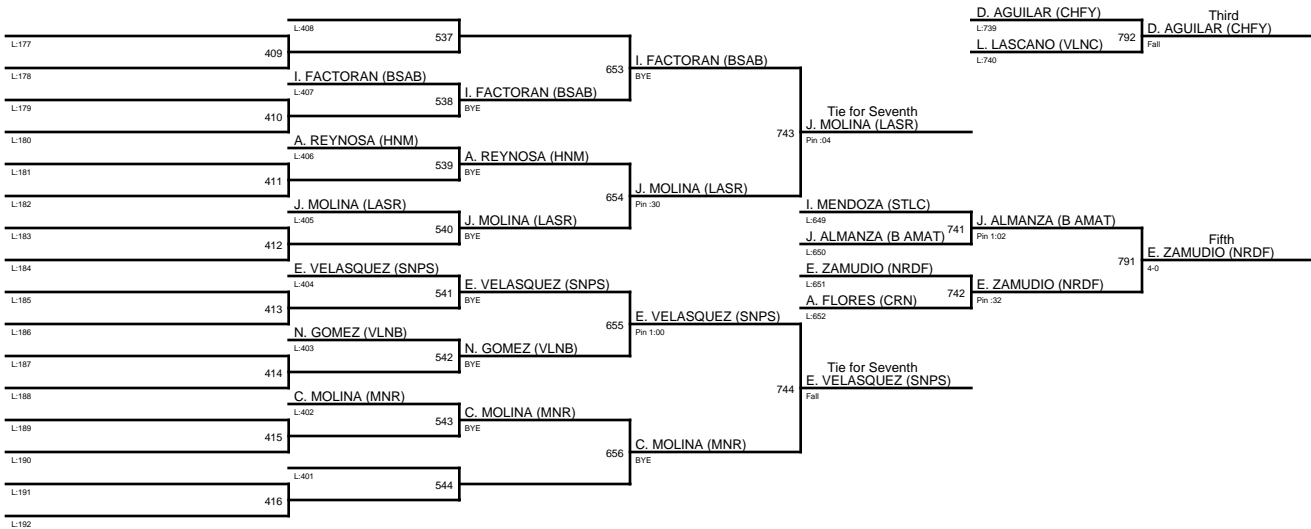 L:177
409
L:178
L:179
410
L:180
L:181
411
L:182
L:183
412
L:184
L:185
413
L:186
L:187
414
L:188
L:189
415
L:190
L:191
416
L:192
L:408
537
I. FACTORAN (BSAB)
L:407
538
A. REYNOSA (HNM)
L:406
539
J. MOLINA (LASR)
L:405
540
E. VELASQUEZ (SNPS)
L:404
541
N. GOMEZ (VLNB)
L:403
542
C. MOLINA (MNR)
L:402
543
L:401
544
653
I. FACTORAN (BSAB)
BYE
A. REYNOSA (HNM)
BYE
654
J. MOLINA (LASR)
BYE
E. VELASQUEZ (SNPS)
BYE
655
N. GOMEZ (VLNB)
BYE
C. MOLINA (MNR)
BYE
656
I. FACTORAN (BSAB)
BYE
743
J. MOLINA (LASR)
Pin :30
E. VELASQUEZ (SNPS)
Pin 1:00
744
C. MOLINA (MNR)
BYE
Tie for Seventh
J. MOLINA (LASR)
Pin :04
I. MENDOZA (STLC)
L:649
741
J. ALMANZA (B AMAT)
L:650
E. ZAMUDIO (NRDF)
L:651
742
A. FLORES (CRN)
L:652
Tie for Seventh
E. VELASQUEZ (SNPS)
Fall
D. AGUILAR (CHFY)
L:739
792
L. LASCANO (VLNC)
L:740
J. ALMANZA (B AMAT)
Pin 1:02
791
E. ZAMUDIO (NRDF)
Pin :32
Third
D. AGUILAR (CHFY)
Fall
Fifth
E. ZAMUDIO (NRDF)
4-0